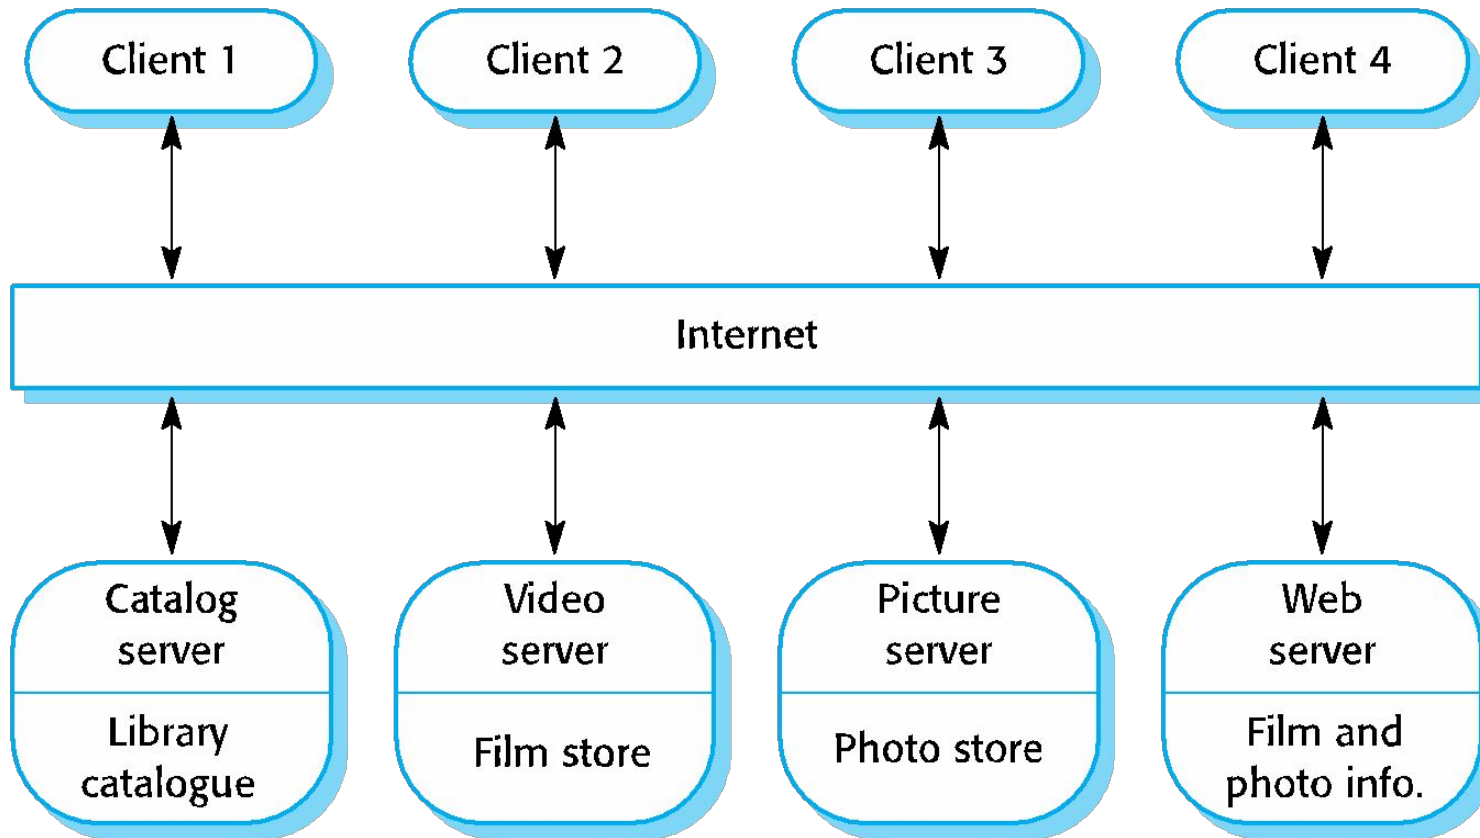 Client 1
Client 2
Client 3
Client 4
Internet
Catalog
server
Library
catalogue
Video
server
Film store
Picture
server
Photo store
Web
server
Film and
photo info.